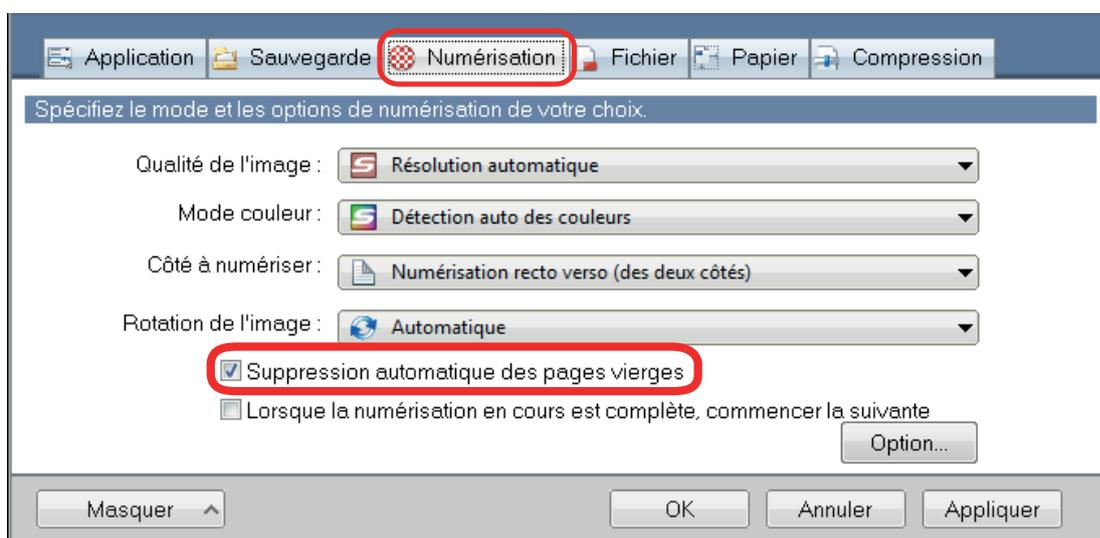 Application Sauvegarde Numérisation Fichier Papier Compression
Spécifiez le mode et les options de numérisation de votre choix.
Qualité de l'image : Résolution automatique
Mode couleur : Détection auto des couleurs
Côté à numériser : Numérisation recto verso (des deux côtés)
Rotation de l'image : Automatique
Suppression automatique des pages vierges
Lorsque la numérisation en cours est complète, commencer la suivante
Option...
Masquer OK Annuler Appliquer